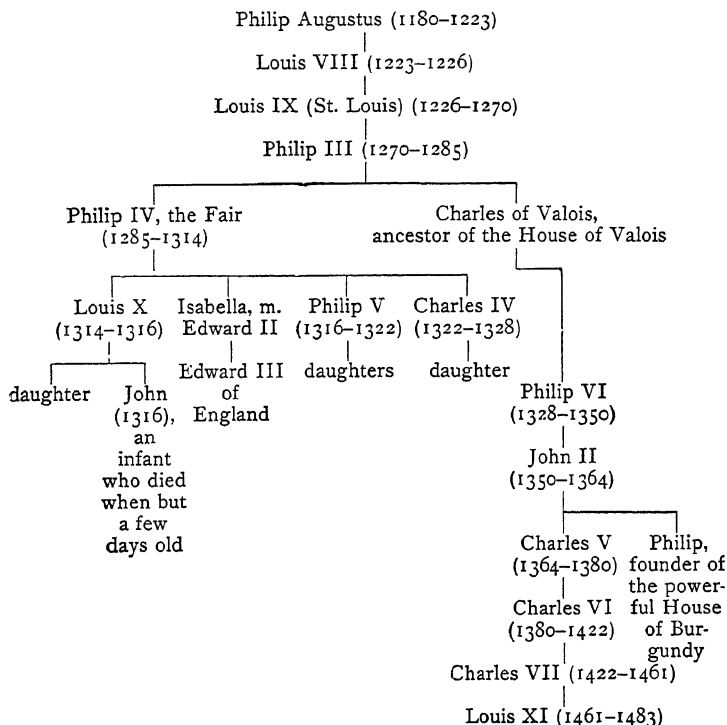 Philip Augustus (1180–1223)
Louis VIII (1223–1226)
Louis IX (St. Louis) (1226–1270)
Philip III (1270–1285)
Philip IV, the Fair
(1285–1314)
Charles of Valois,
ancestor of the House of Valois
Louis X
(1314–1316)
Isabella, m.
Edward II
Philip V
(1316–1322)
Charles IV
(1322–1328)
daughter
John
(1316),
an
infant
who died
when but
a few
days old
Edward III
of
England
daughters
daughter
Philip VI
(1328–1350)
John II
(1350–1364)
Charles V
(1364–1380)
Philip,
founder of
the power-
ful House
of Bur-
gundy
Charles VI
(1380–1422)
Charles VII (1422–1461)
Louis XI (1461–1483)